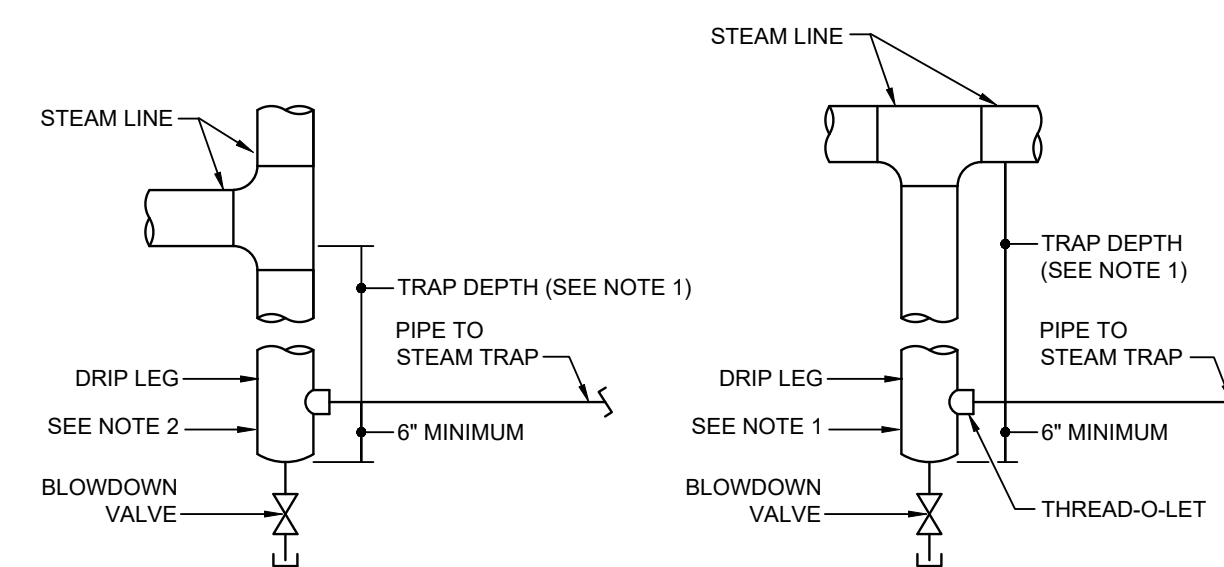 STEAM LINE
TRAP DEPTH (SEE NOTE 1)
PIPE TO
STEAM TRAP
DRIP LEG
SEE NOTE 2
6" MINIMUM
BLOWDOWN
VALVE
STEAM LINE
TRAP DEPTH
(SEE NOTE 1)
PIPE TO
STEAM TRAP
DRIP LEG
SEE NOTE 1
6" MINIMUM
BLOWDOWN
VALVE
THREAD-O-LET